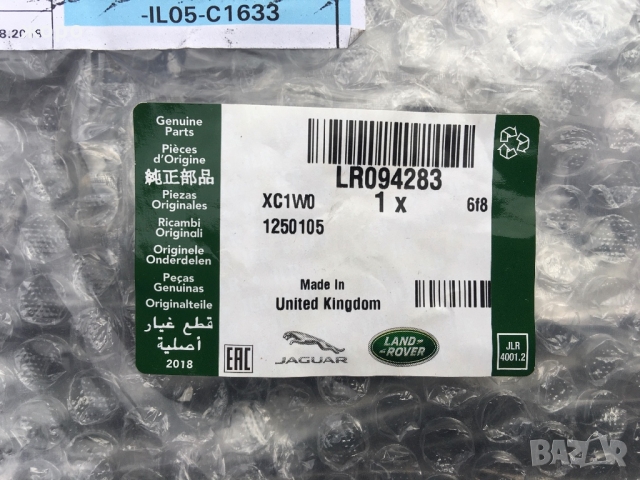 -IL05-C1633
Genuine
Parts
Pièces
d'Origine
純正部品
Piezas
Originales
Ricambi
Originali
Originele
Onderdelen
Peças
Genuinas
Originalteile
قطع غيار
أصلية
2018
LR094283
XC1W0
1 x
6f8
1250105
Made In
United Kingdom
EAC
JAGUAR
LAND
ROVER
JLR
4001.2
BAZAR